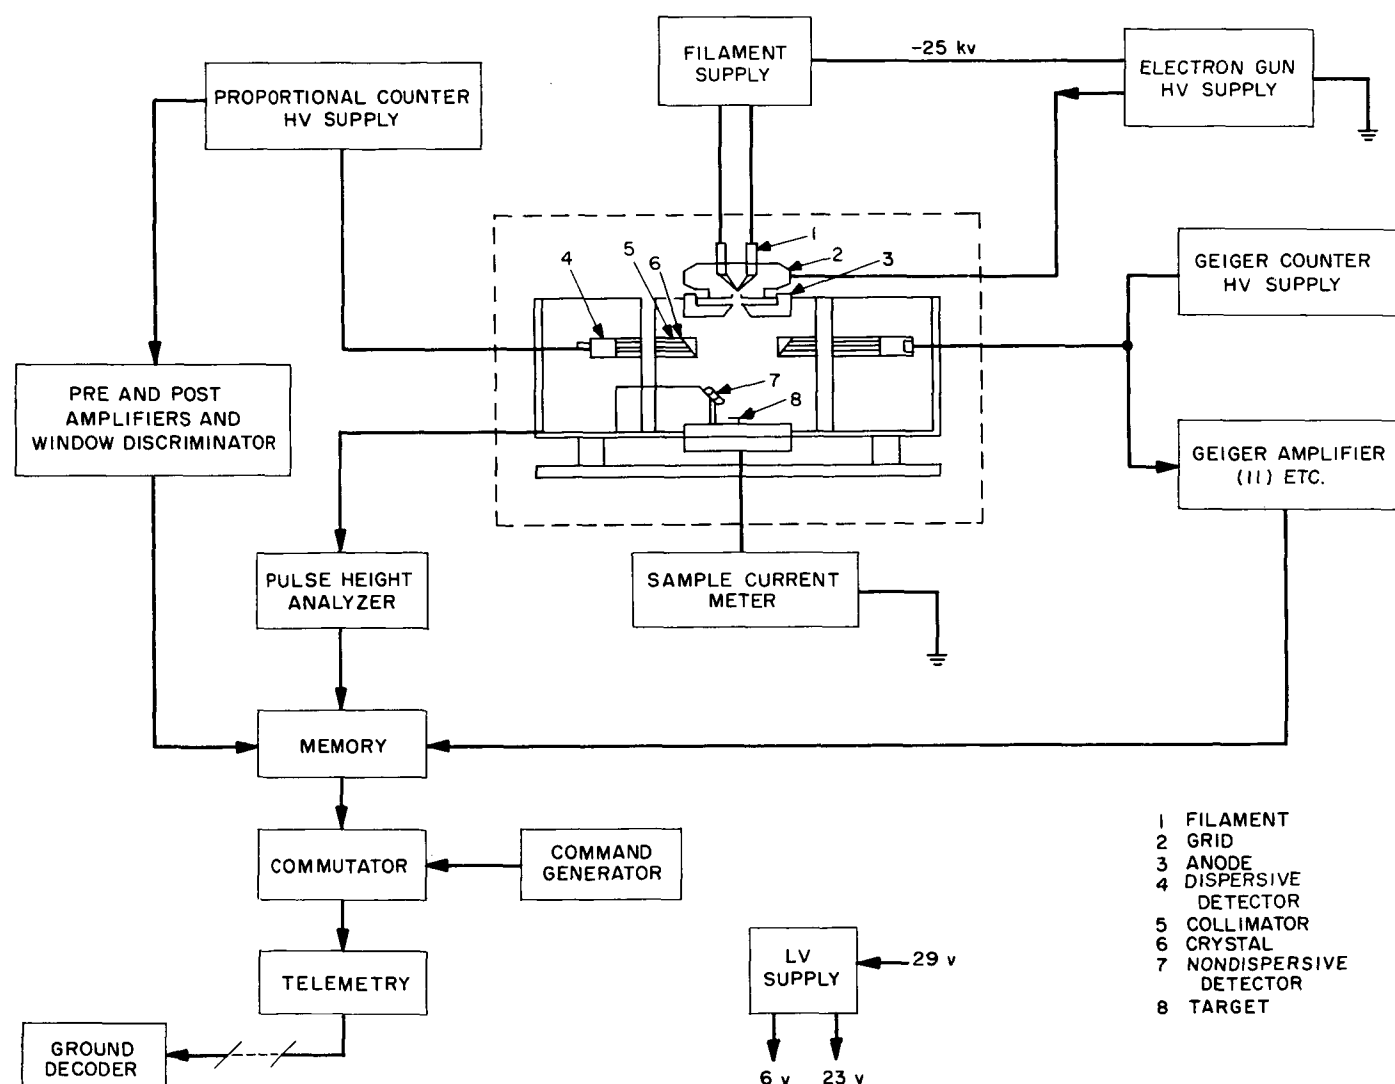 FILAMENT
SUPPLY
-25 kv
ELECTRON GUN
HV SUPPLY
PROPORTIONAL COUNTER
HV SUPPLY
1
2
3
4
5
6
GEIGER COUNTER
HV SUPPLY
PRE AND POST
AMPLIFIERS AND
WINDOW DISCRIMINATOR
7
8
GEIGER AMPLIFIER
(11) ETC.
PULSE HEIGHT
ANALYZER
SAMPLE CURRENT
METER
MEMORY
COMMUTATOR
COMMAND
GENERATOR
TELEMETRY
GROUND
DECODER
LV
SUPPLY
29 v
6 v 23 v
1 FILAMENT
2 GRID
3 ANODE
4 DISPERSIVE
DETECTOR
5 COLLIMATOR
6 CRYSTAL
7 NONDISPERSIVE
DETECTOR
8 TARGET